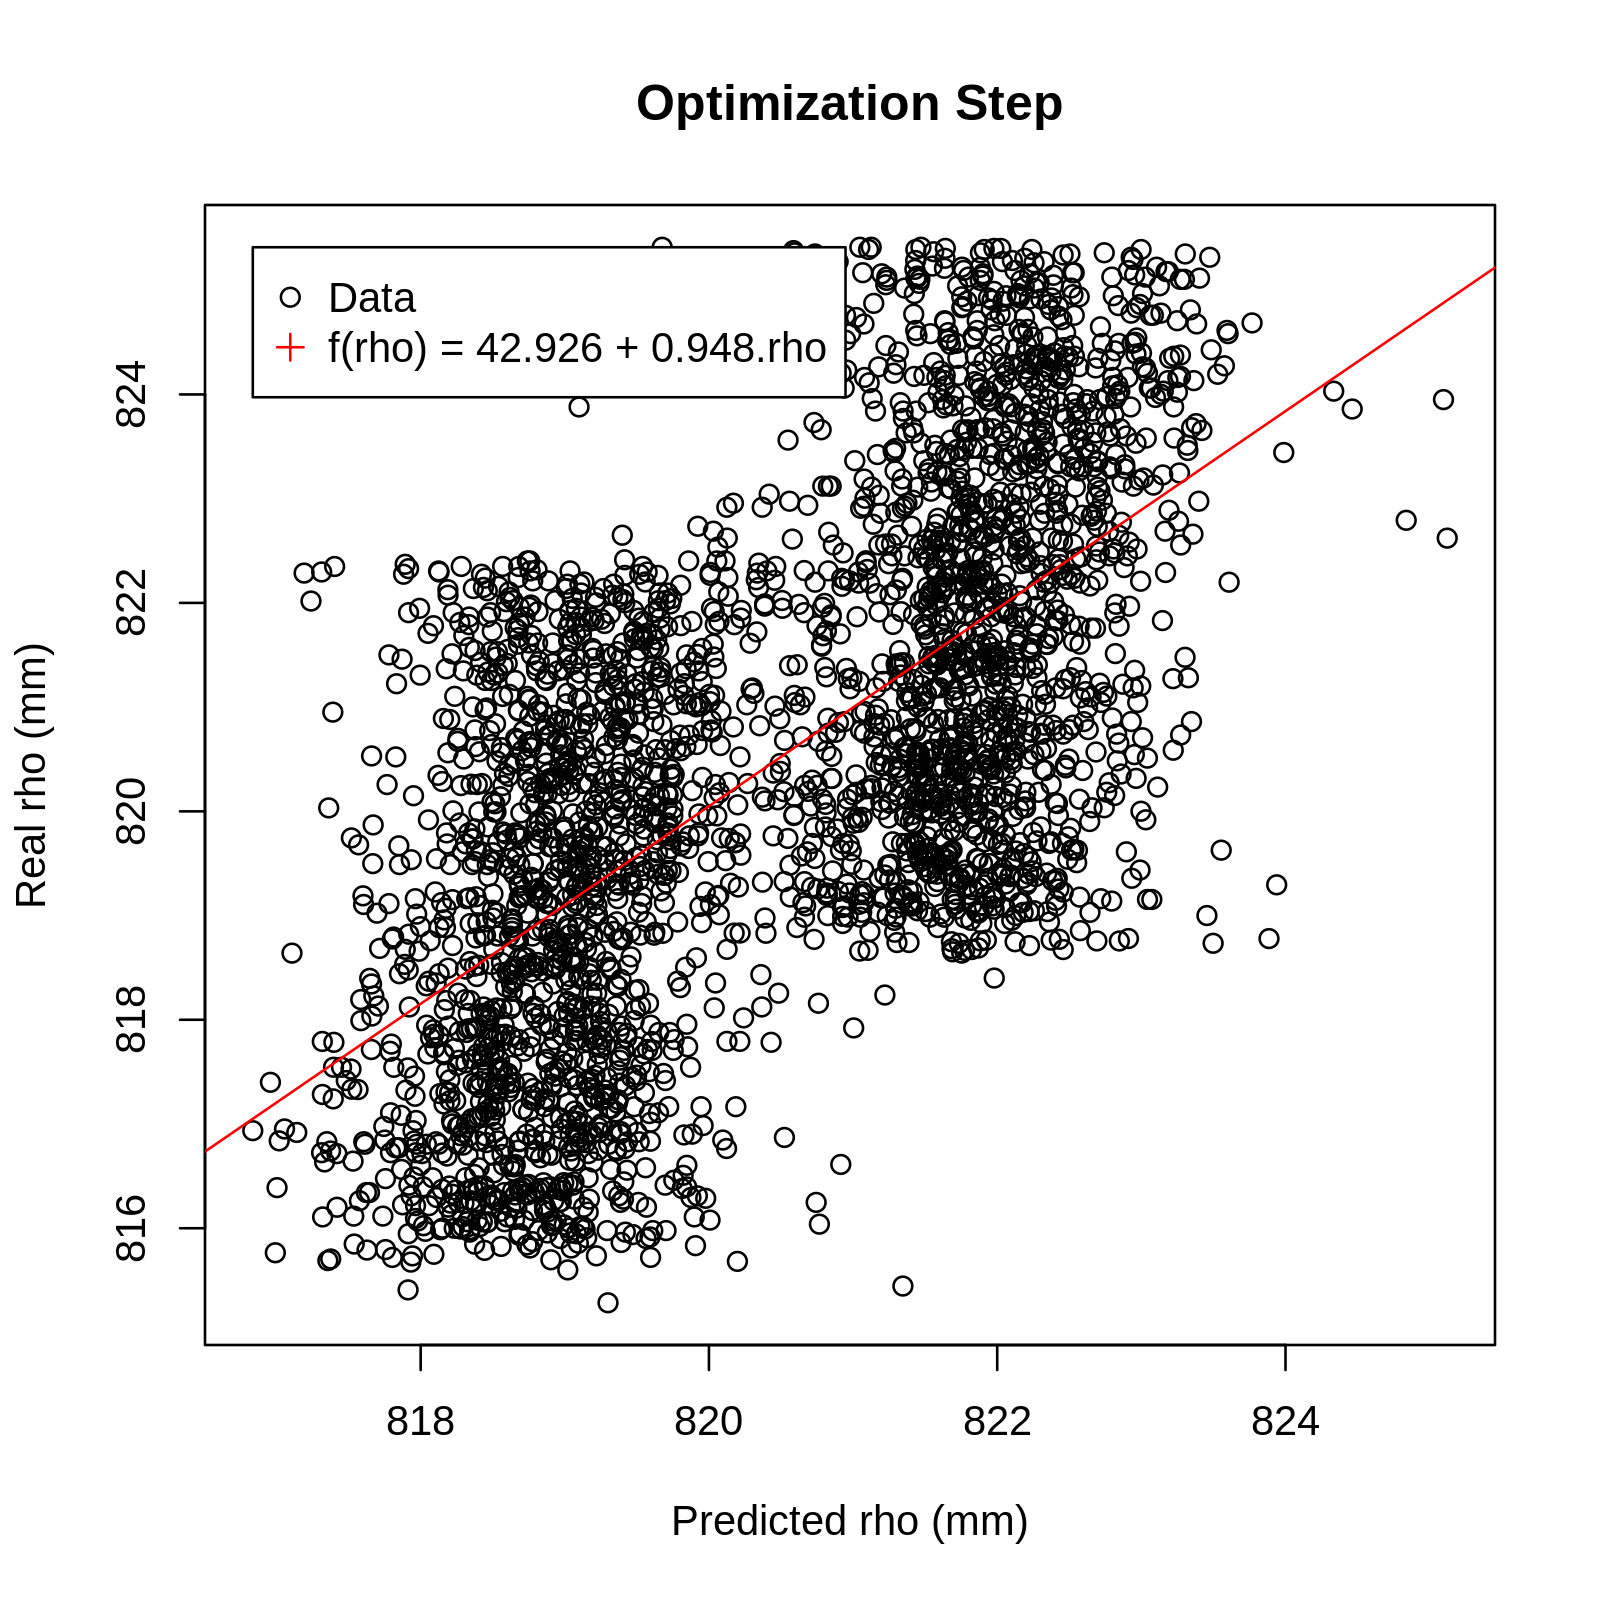 Optimization Step
Data
f(rho) = 42.926 + 0.948.rho
Real rho (mm)
824
822
820
818
816
818 820 822 824
Predicted rho (mm)